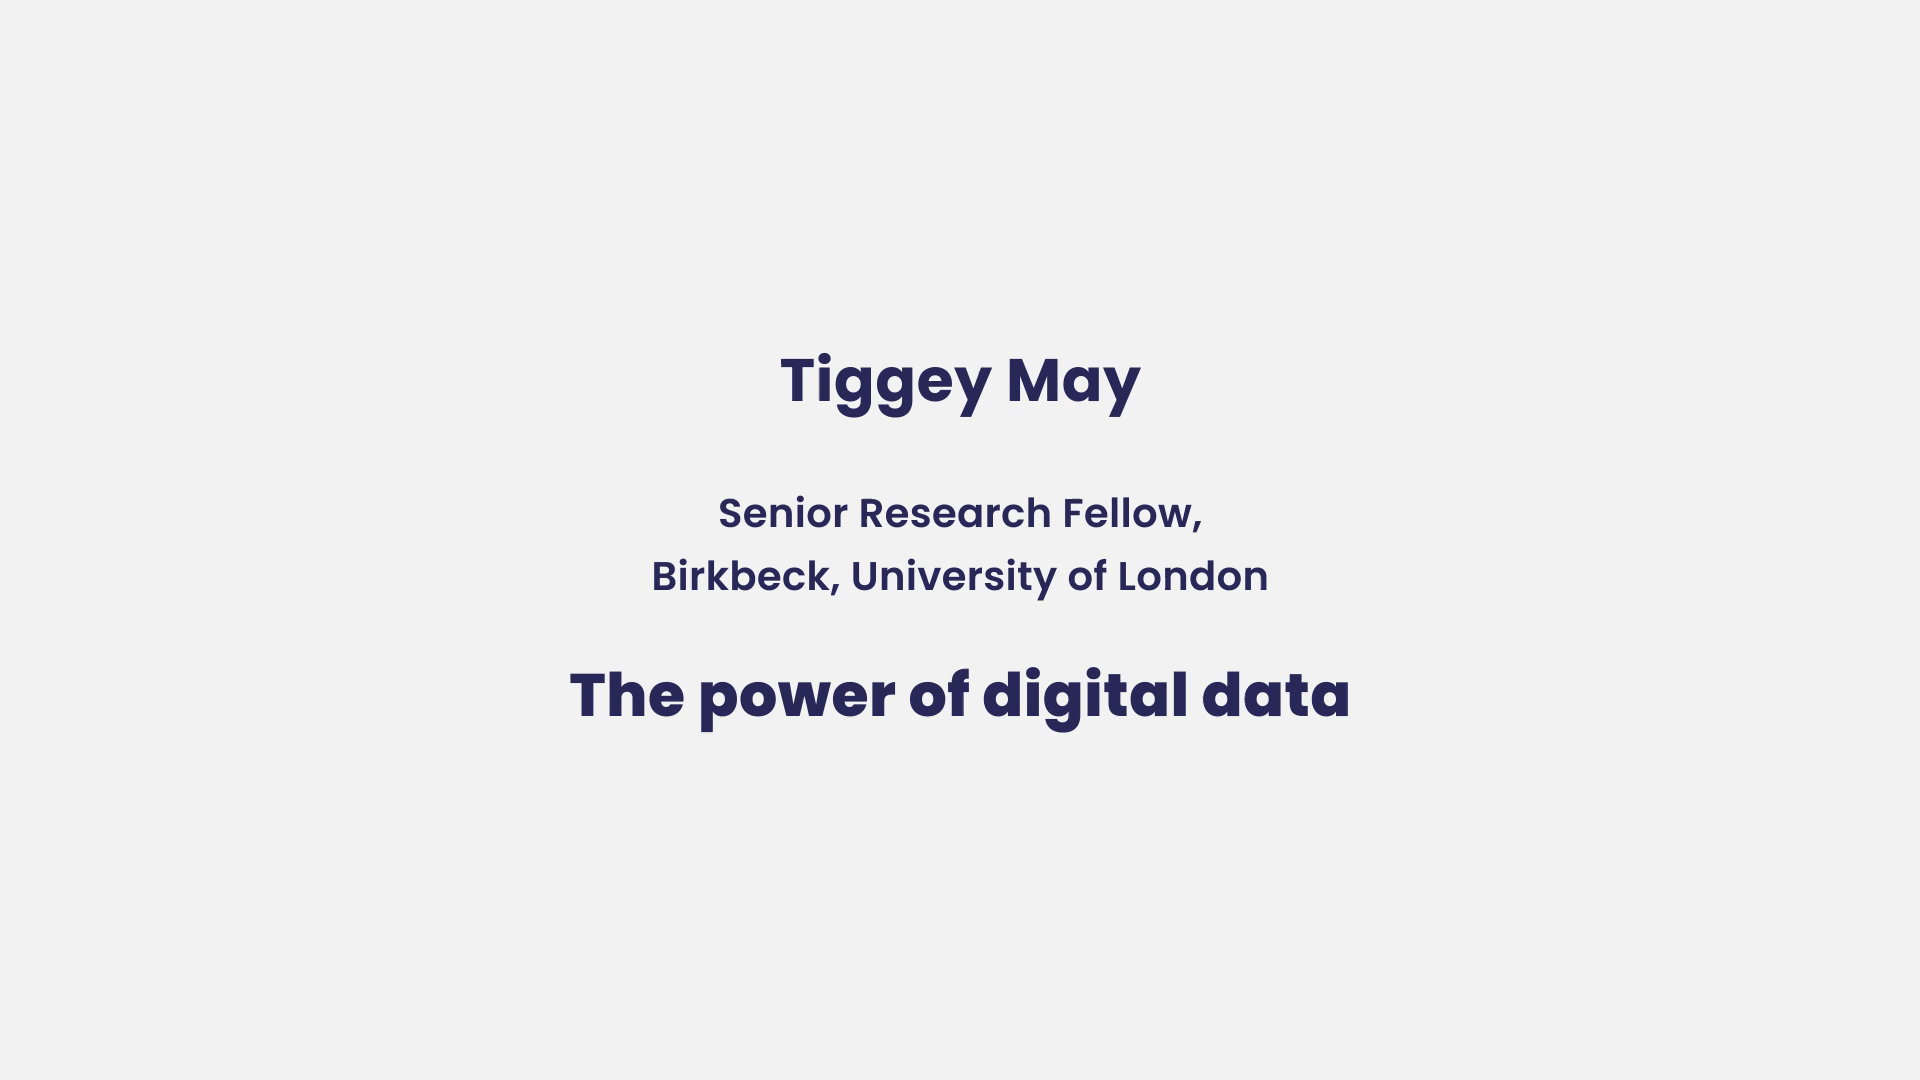 Tiggey May
Senior Research Fellow,
Birkbeck, University of London
The power of digital data